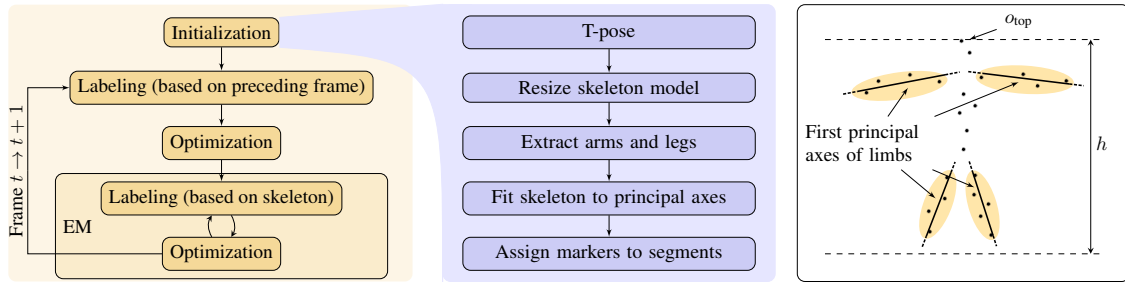 Initialization
Labeling (based on preceding frame)
Optimization
Labeling (based on skeleton)
EM
Optimization
Frame t → t + 1
T-pose
Resize skeleton model
Extract arms and legs
Fit skeleton to principal axes
Assign markers to segments
o_top
First principal
axes of limbs
h